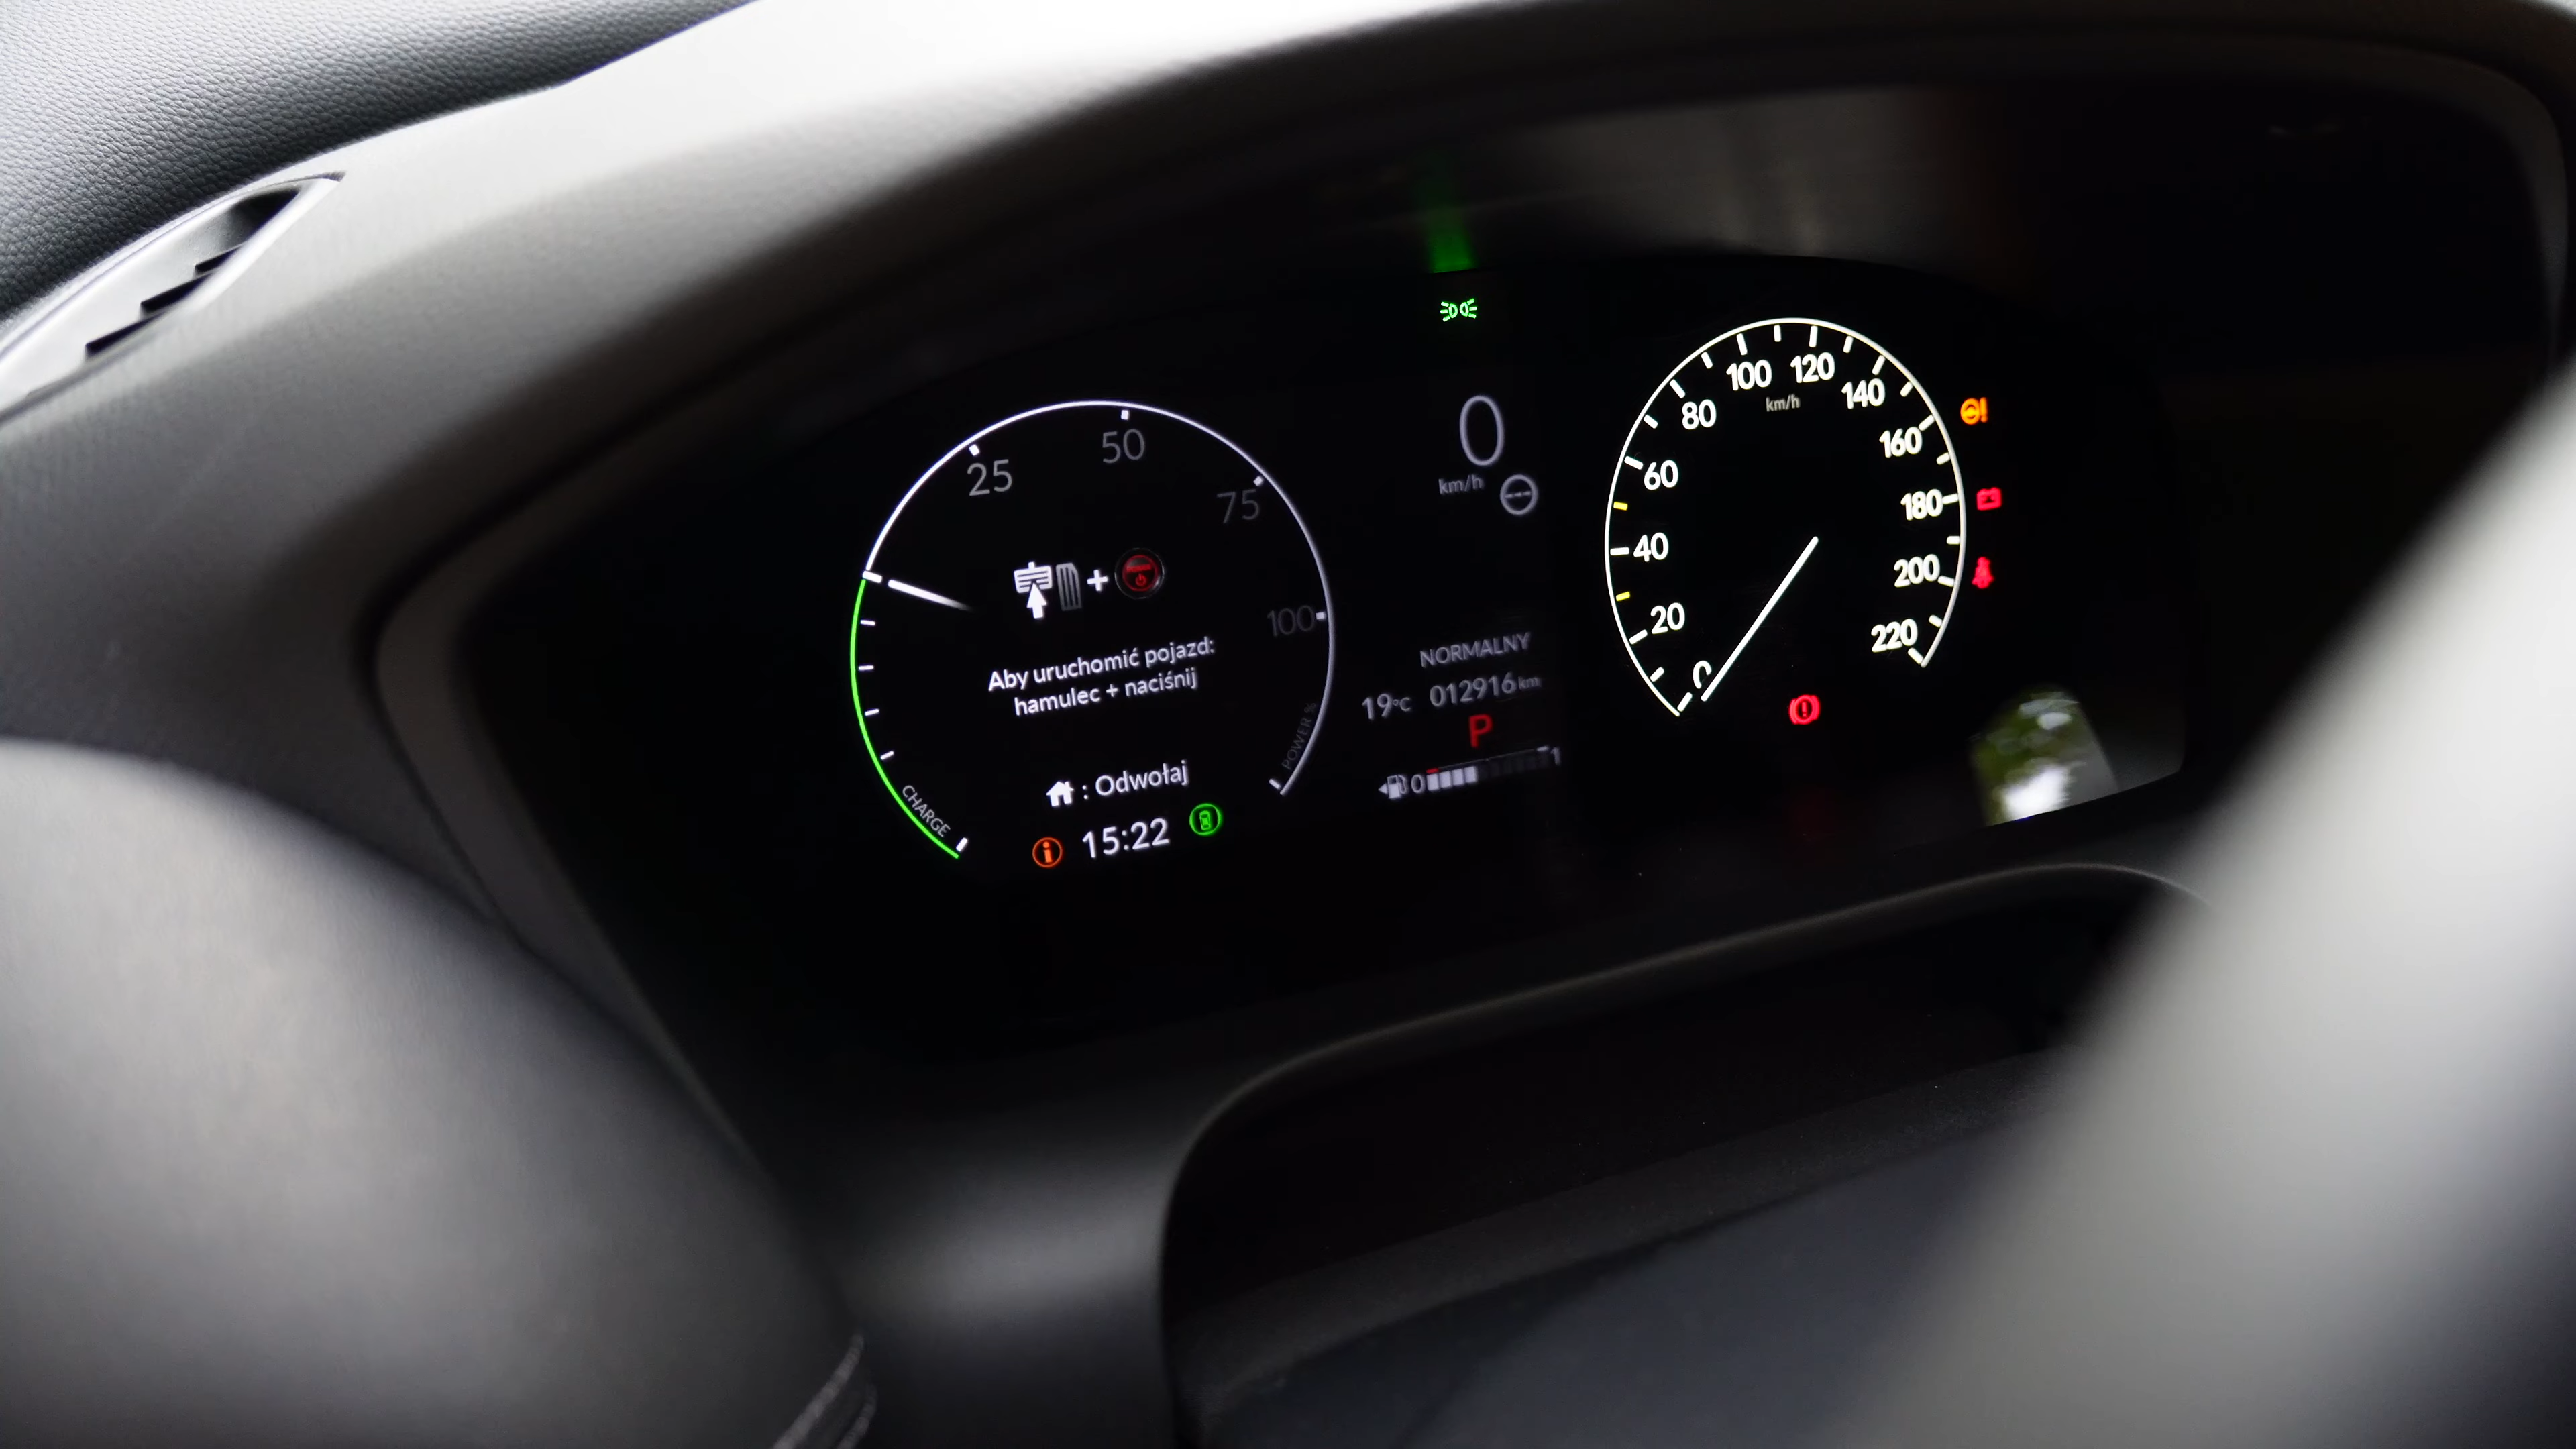 25
50
75
100
Aby uruchomić pojazd:
hamulec + naciśnij
: Odwołaj
15:22
CHARGE
POWER %
0
km/h
NORMALNY
19°C 012916 km
P
0 1
0
20
40
60
80
100
120
140
160
180
200
220
km/h